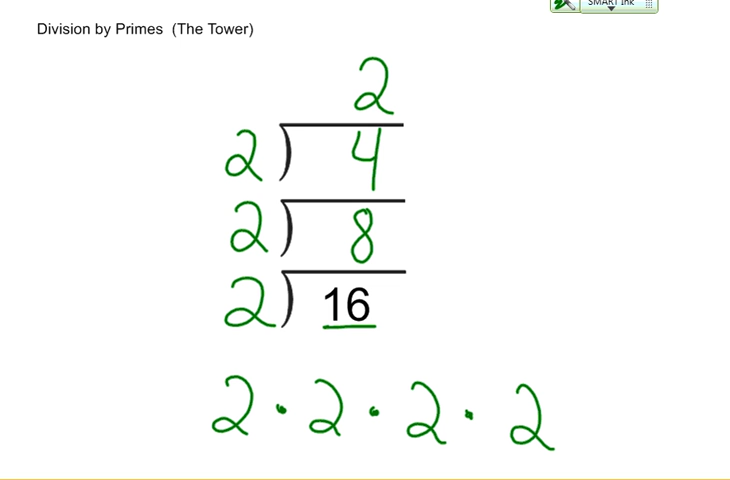 SMART Ink
Division by Primes (The Tower)
2
2) 4
2) 8
2) 16
2 · 2 · 2 · 2